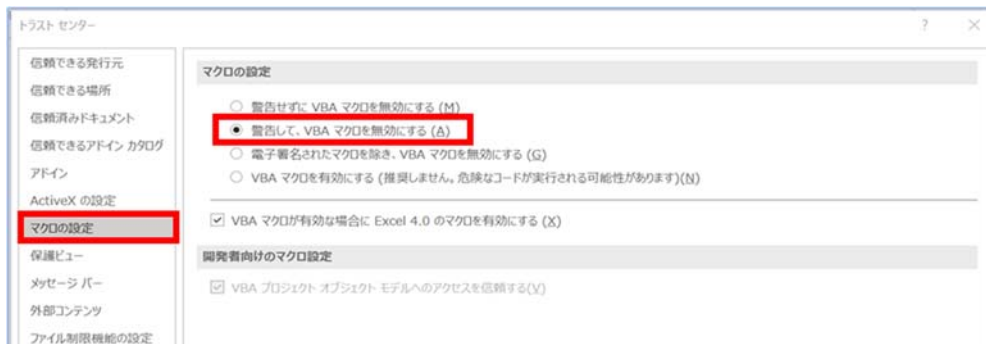 トラスト センター
? ×
信頼できる発行元
信頼できる場所
信頼済みドキュメント
信頼できるアドイン カタログ
アドイン
ActiveX の設定
マクロの設定
保護ビュー
メッセージ バー
外部コンテンツ
ファイル制限機能の設定
マクロの設定
警告せずに VBA マクロを無効にする (M)
警告して、VBA マクロを無効にする (A)
電子署名されたマクロを除き、VBA マクロを無効にする (G)
VBA マクロを有効にする (推奨しません。危険なコードが実行される可能性があります)(N)
VBA マクロが有効な場合に Excel 4.0 のマクロを有効にする (X)
開発者向けのマクロ設定
VBA プロジェクト オブジェクト モデルへのアクセスを信頼する(V)